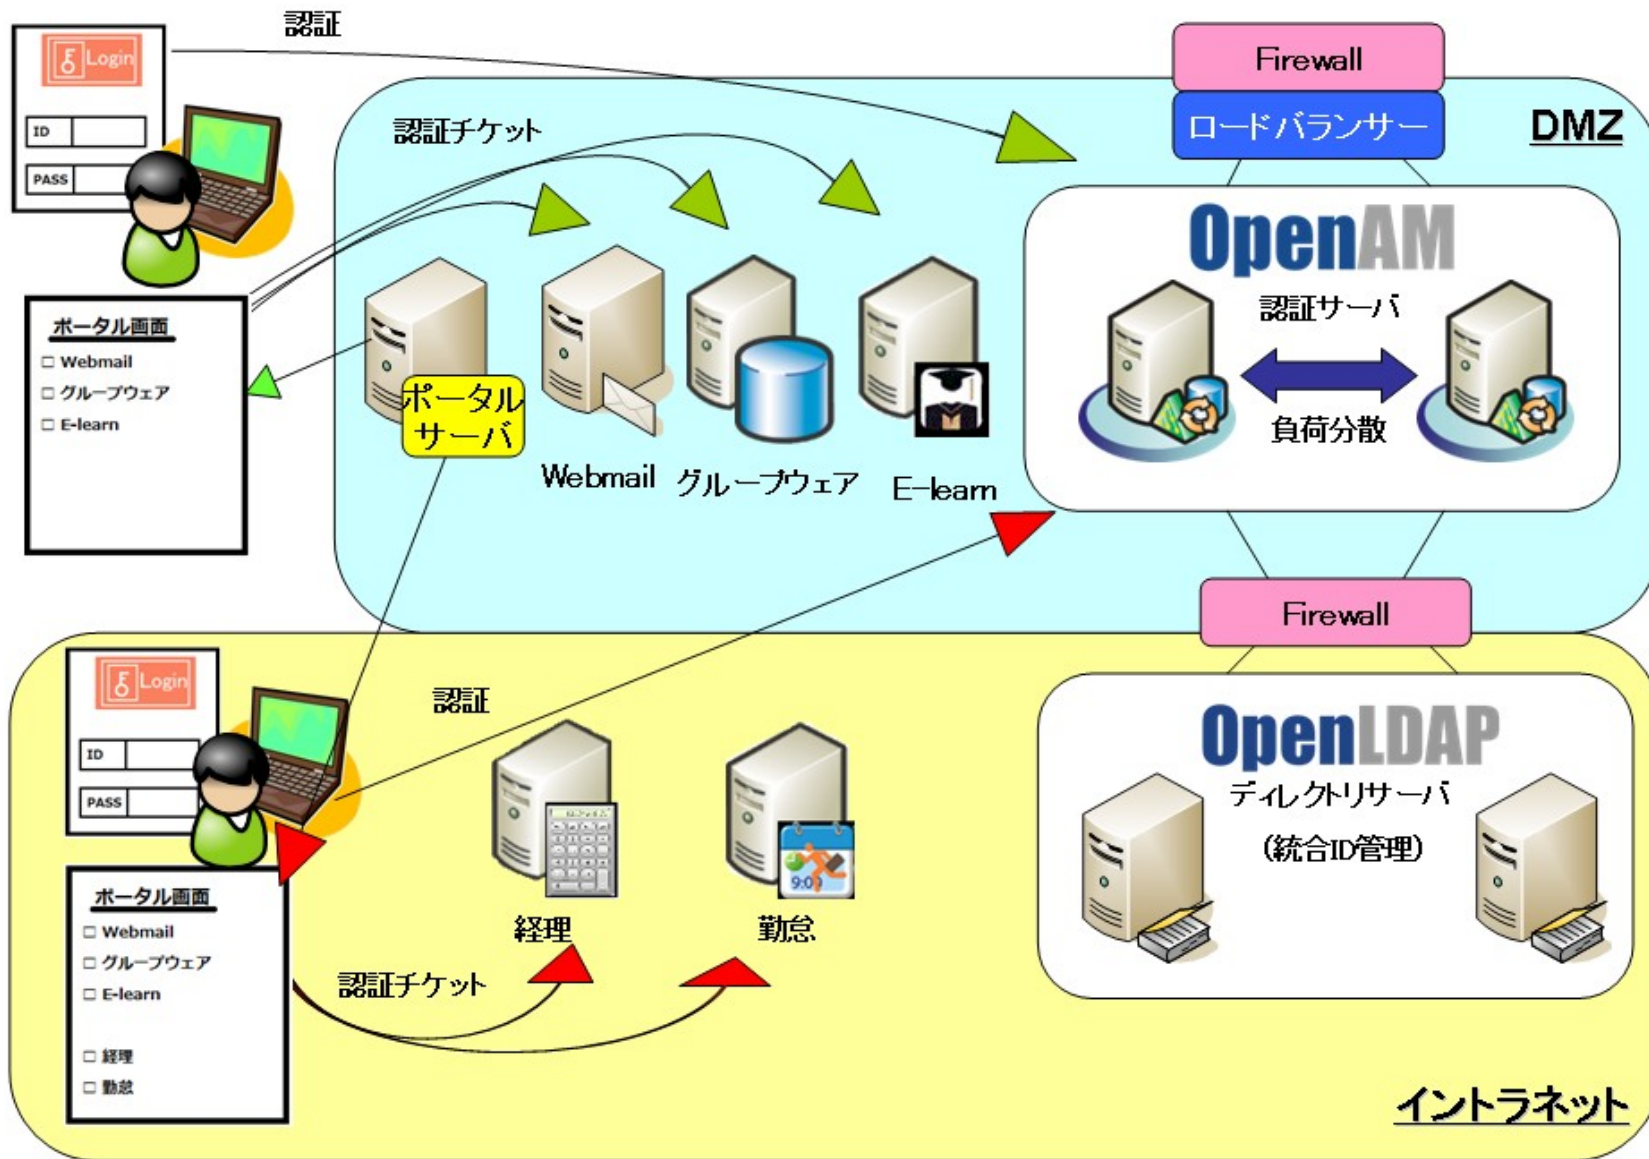 認証
Login
ID
PASS
認証チケット
Firewall
ロードバランサー
DMZ
OpenAM
認証サーバ
負荷分散
ポータル画面
□ Webmail
□ グループウェア
□ E-learn
ポータル
サーバ
Webmail
グループウェア
E-learn
Firewall
Login
ID
PASS
認証
OpenLDAP
ディレクトリサーバ
(統合ID管理)
9:00
経理
勤怠
ポータル画面
□ Webmail
□ グループウェア
□ E-learn
□ 経理
□ 勤怠
認証チケット
イントラネット